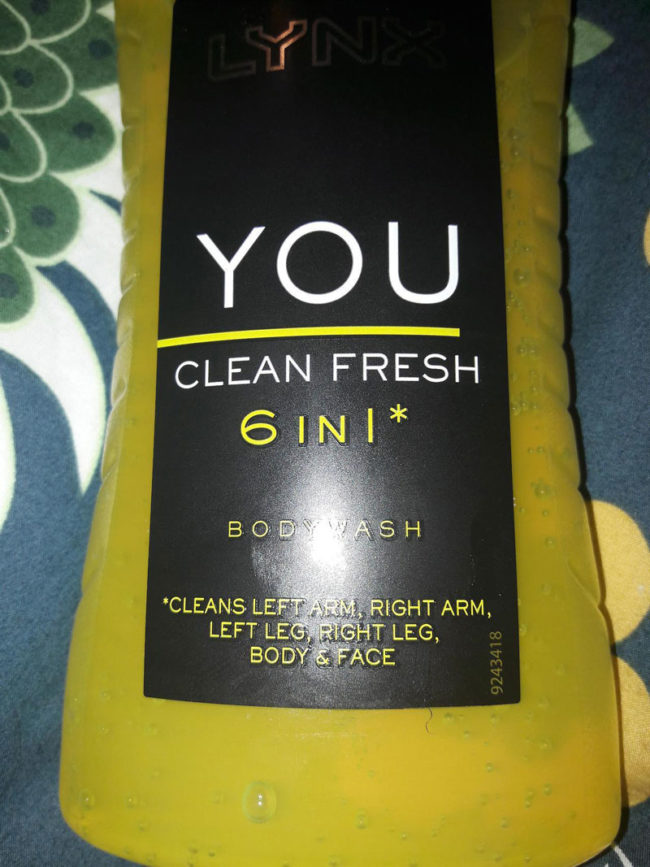 LYNX
YOU
CLEAN FRESH
6 IN 1*
BODYWASH
*CLEANS LEFT ARM, RIGHT ARM,
LEFT LEG, RIGHT LEG,
BODY & FACE
9243418